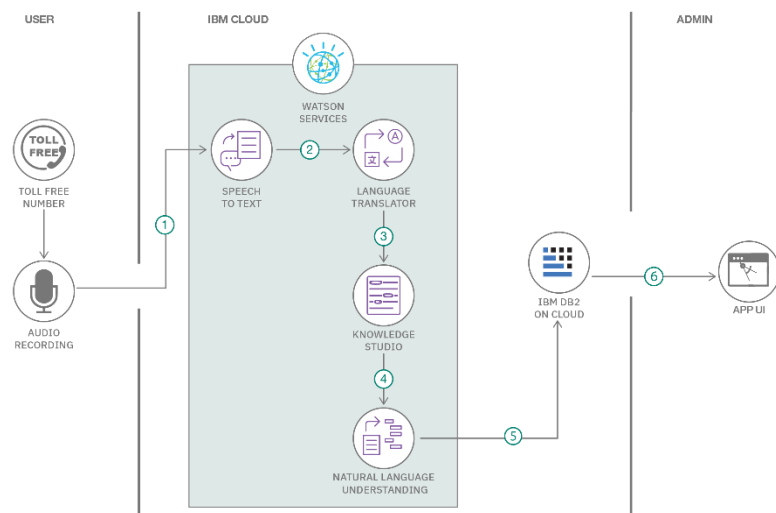 USER
IBM CLOUD
ADMIN
WATSON
SERVICES
TOLL
FREE
TOLL FREE
NUMBER
1
SPEECH
TO TEXT
2
A
文
LANGUAGE
TRANSLATOR
3
AUDIO
RECORDING
KNOWLEDGE
STUDIO
4
NATURAL LANGUAGE
UNDERSTANDING
5
IBM DB2
ON CLOUD
6
APP UI